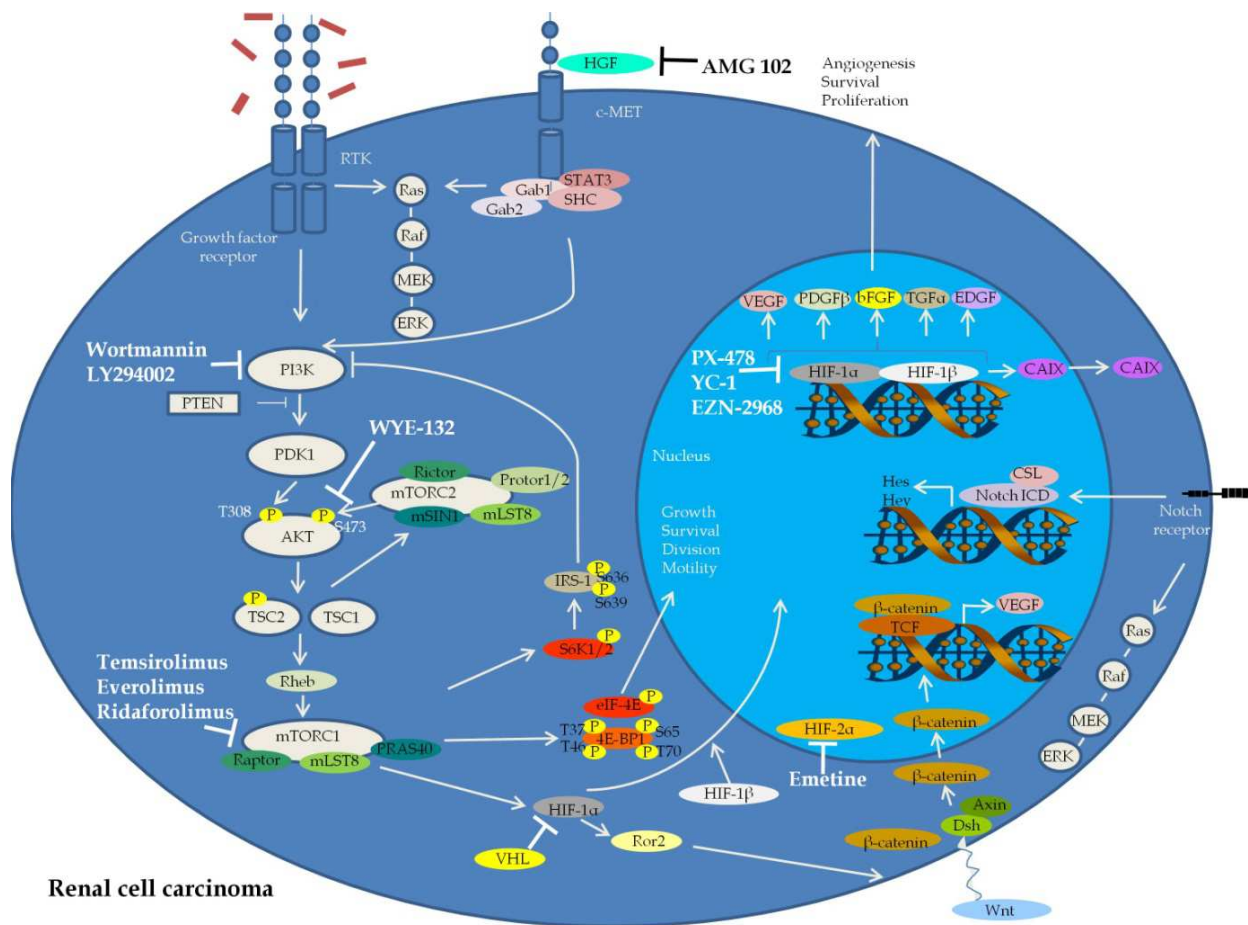 HGF
AMG 102
Angiogenesis
Survival
Proliferation
c-MET
RTK
Ras
Gab1
STAT3
SHC
Gab2
Raf
Growth factor
receptor
MEK
ERK
VEGF
PDGFβ
bFGF
TGFα
EDGF
Wortmannin
LY294002
PI3K
PTEN
PX-478
YC-1
EZN-2968
HIF-1α
HIF-1β
CAIX
CAIX
WYE-132
PDK1
Rictor
mTORC2
Protor1/2
mSIN1
mLST8
T308
P
P
S473
AKT
Nucleus
CSL
Hes
Hey
Notch ICD
Notch
receptor
Growth
Survival
Division
Motility
IRS-1
P
S636
P
S639
P
TSC2
TSC1
β-catenin
TCF
VEGF
Ras
Raf
MEK
ERK
P
S6K1/2
Temsirolimus
Everolimus
Ridaforolimus
Rheb
mTORC1
Raptor
mLST8
PRAS40
eIF-4E
P
T37
P
P
S65
4E-BP1
T46
P
P
T70
HIF-2α
Emetine
β-catenin
β-catenin
HIF-1β
HIF-1α
VHL
Ror2
β-catenin
Axin
Dsh
Wnt
Renal cell carcinoma